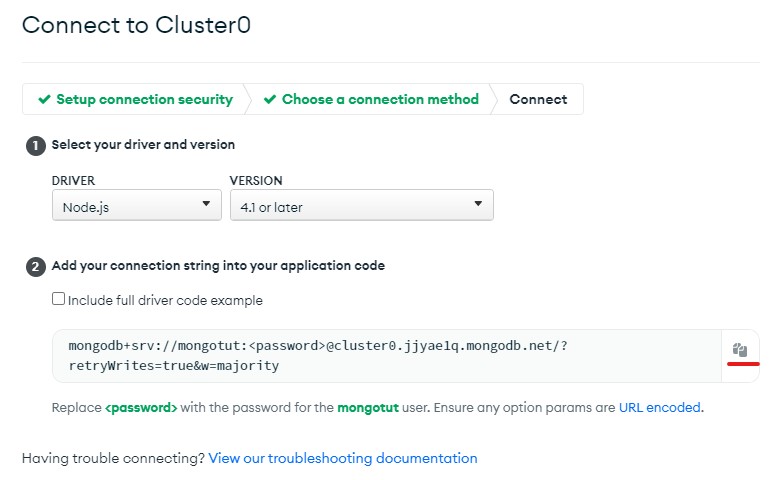 Connect to Cluster0
Setup connection security
Choose a connection method
Connect
1 Select your driver and version
DRIVER
VERSION
Node.js
4.1 or later
2 Add your connection string into your application code
Include full driver code example
mongodb+srv://mongotut:<password>@cluster0.jjyaelq.mongodb.net/?
retryWrites=true&w=majority
Replace <password> with the password for the mongotut user. Ensure any option params are URL encoded.
Having trouble connecting? View our troubleshooting documentation